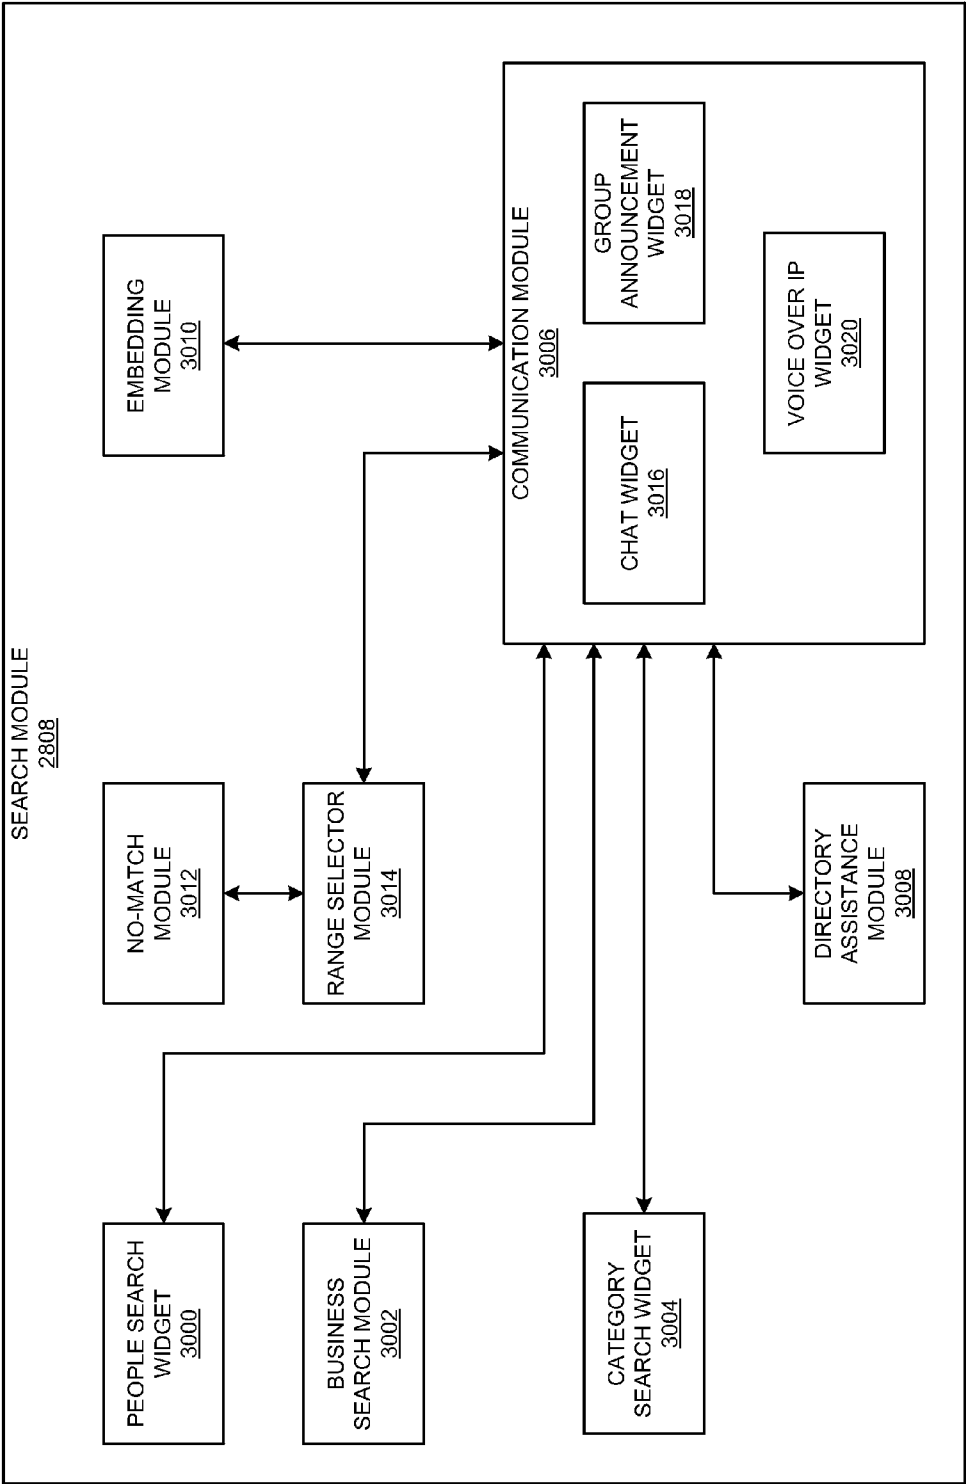 SEARCH MODULE
2808
PEOPLE SEARCH
WIDGET
3000
NO-MATCH
MODULE
3012
EMBEDDING
MODULE
3010
BUSINESS
SEARCH MODULE
3002
RANGE SELECTOR
MODULE
3014
COMMUNICATION MODULE
3006
CATEGORY
SEARCH WIDGET
3004
CHAT WIDGET
3016
GROUP
ANNOUNCEMENT
WIDGET
3018
DIRECTORY
ASSISTANCE
MODULE
3008
VOICE OVER IP
WIDGET
3020